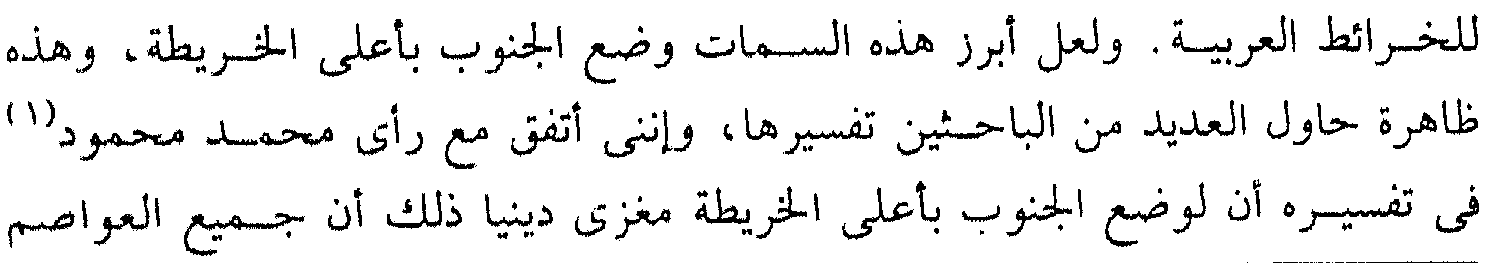 للخرائط العربية. ولعل أبرز هذه السمات وضع الجنوب بأعلى الخريطة، وهذه
ظاهرة حاول العديد من الباحثين تفسيرها، وإننى أتفق مع رأى محمد محمود(١)
فى تفسيره أن لوضع الجنوب بأعلى الخريطة مغزى دينيا ذلك أن جميع العواصم